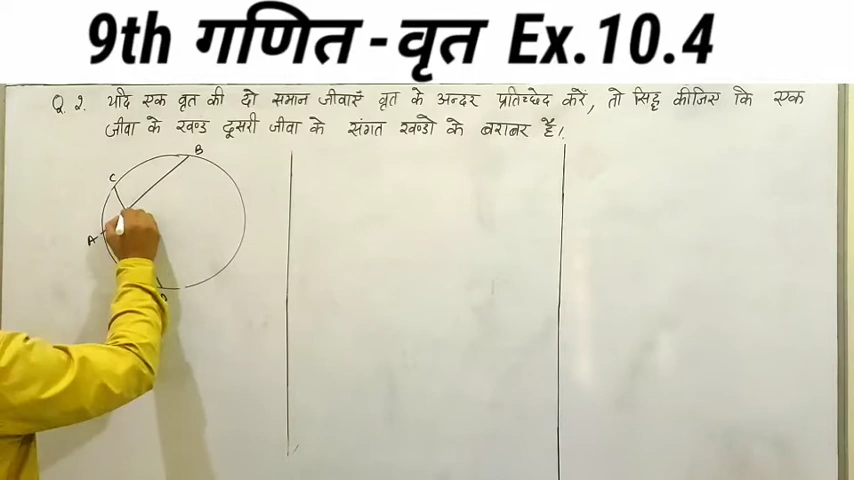 9th गणित - वृत Ex.10.4
Q 2. यदि एक वृत की दो समान जीवाएँ वृत के अन्दर प्रतिच्छेद करें, तो सिद्ध कीजिए कि एक
जीवा के खण्ड दूसरी जीवा के संगत खण्डो के बराबर है।
B
C
A